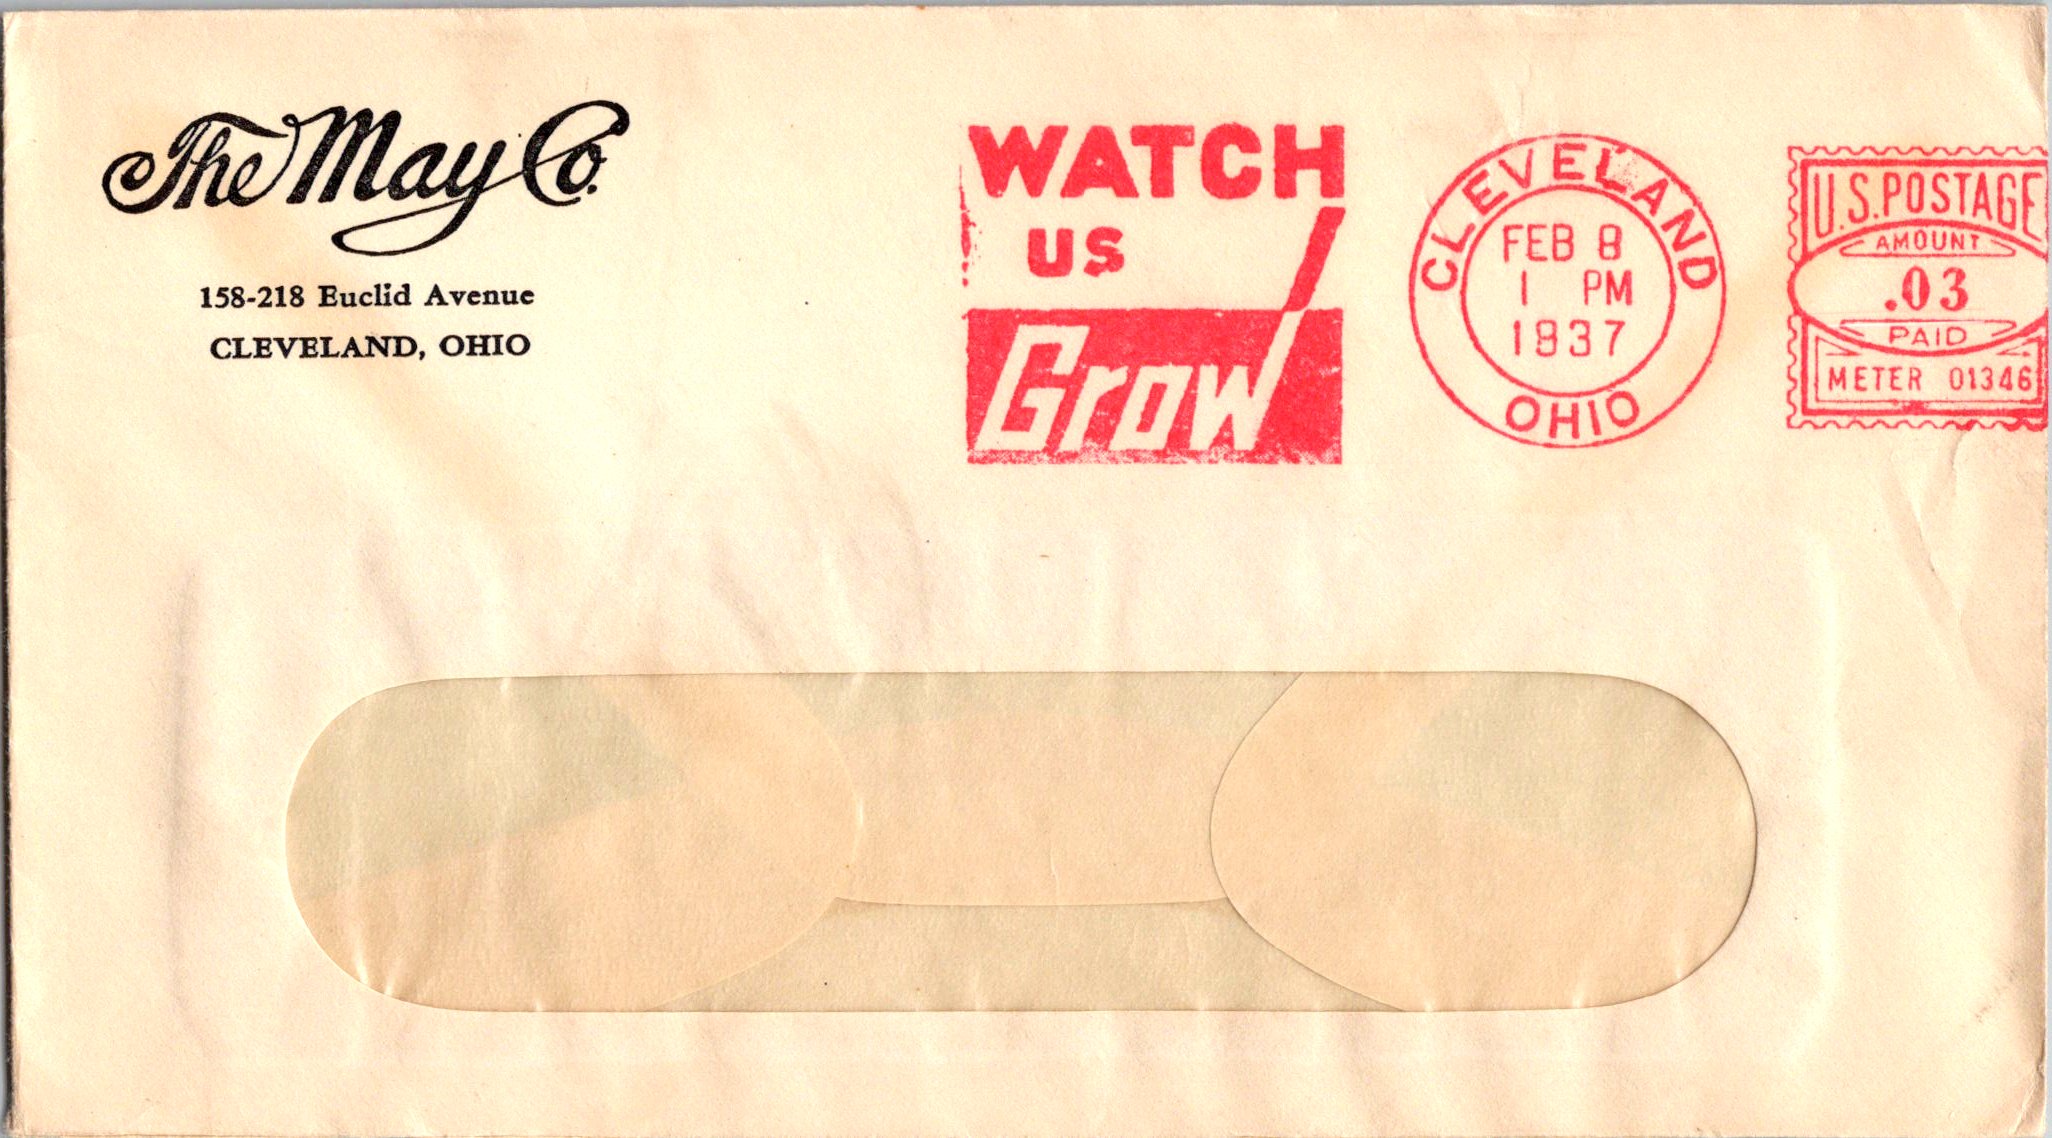 The May Co.
158-218 Euclid Avenue
CLEVELAND, OHIO
WATCH
US
Grow
CLEVELAND
FEB 8
1 PM
1937
OHIO
U.S. POSTAGE
AMOUNT
.03
PAID
METER 01346